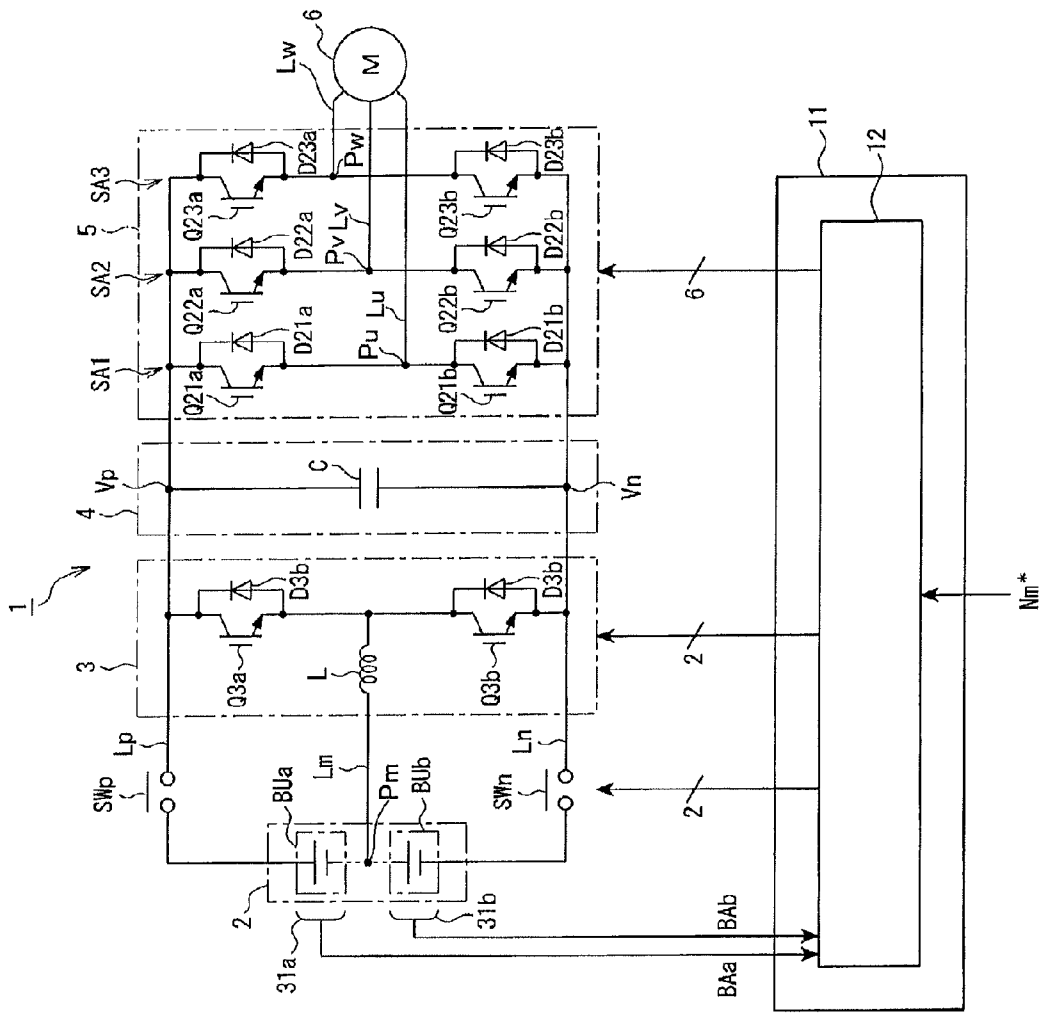 1
3
4
5
6
SWp
Lp
Vp
SA1
SA2
SA3
Lw
M
Q3a
D3b
C
Q21a
D21a
Q22a
D22a
Q23a
D23a
BUa
Lm
L
Pm
Pu
Lu
Pv
Lv
Pw
2
BUb
Q3b
D3b
Q21b
D21b
Q22b
D22b
Q23b
D23b
SWn
Ln
Vn
31a
31b
BAa
BAb
2
2
6
11
12
Nm*